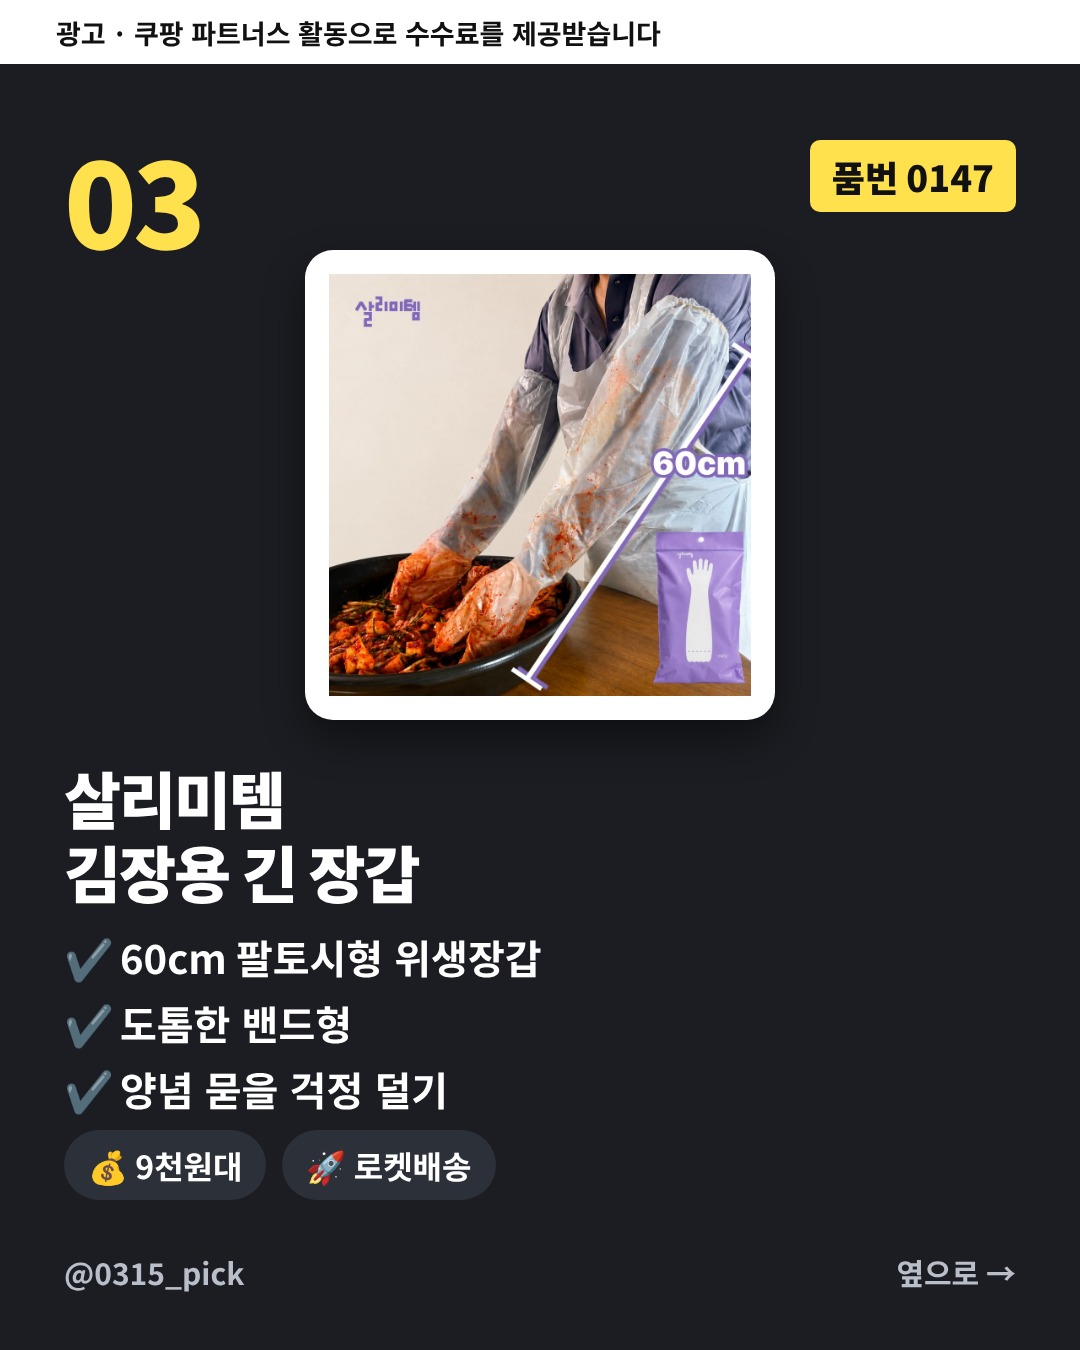 광고 · 쿠팡 파트너스 활동으로 수수료를 제공받습니다
03
품번 0147
살리미템
60cm
살리미템
김장용 긴 장갑
✔️ 60cm 팔토시형 위생장갑
✔️ 도톰한 밴드형
✔️ 양념 묻을 걱정 덜기
💰 9천원대
🚀 로켓배송
@0315_pick
옆으로 →